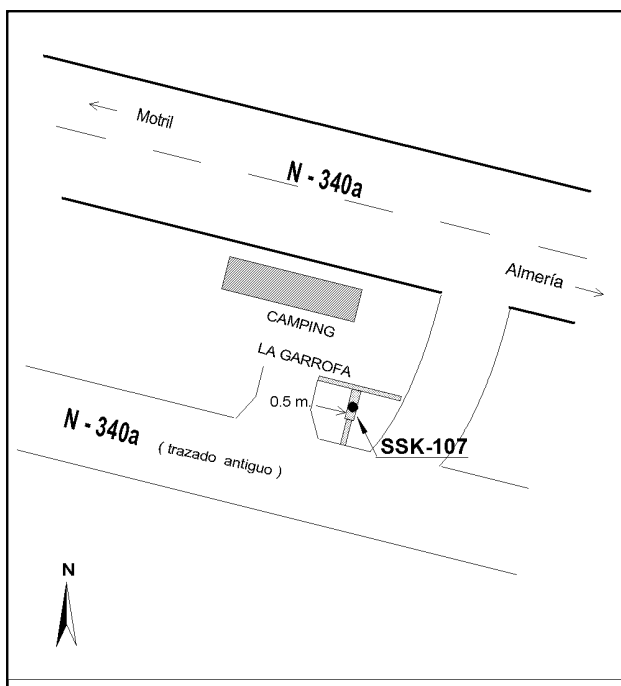 Motril
N - 340a
Almería
CAMPING
LA GARROFA
0.5 m.
N - 340a
( trazado antiguo )
SSK-107
N